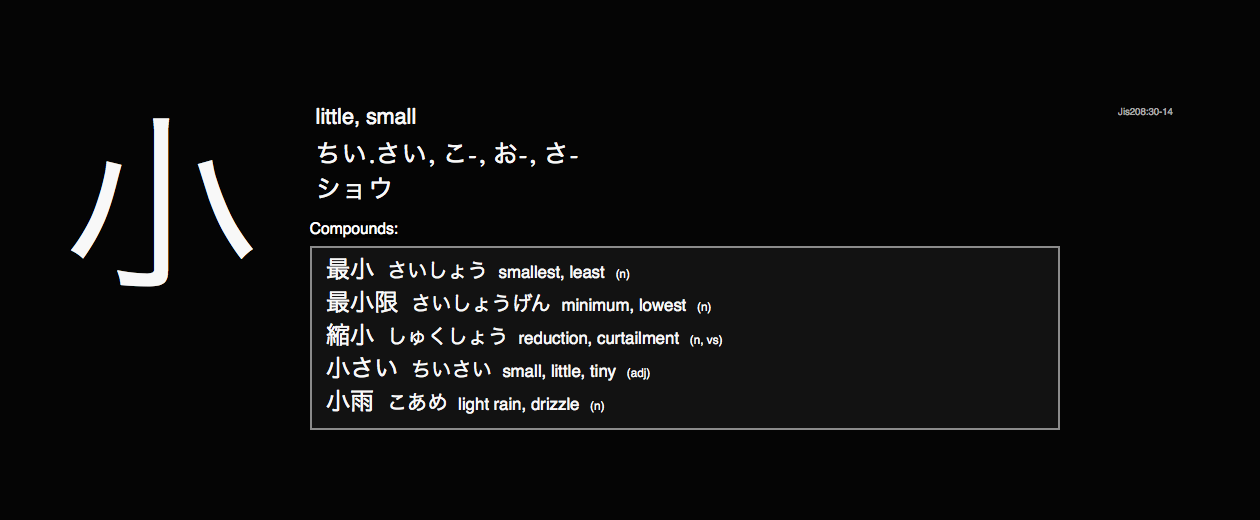 小
little, small
Jis208:30-14
ちい.さい, こ-, お-, さ-
ショウ
Compounds:
最小 さいしょう smallest, least (n)
最小限 さいしょうげん minimum, lowest (n)
縮小 しゅくしょう reduction, curtailment (n, vs)
小さい ちいさい small, little, tiny (adj)
小雨 こあめ light rain, drizzle (n)